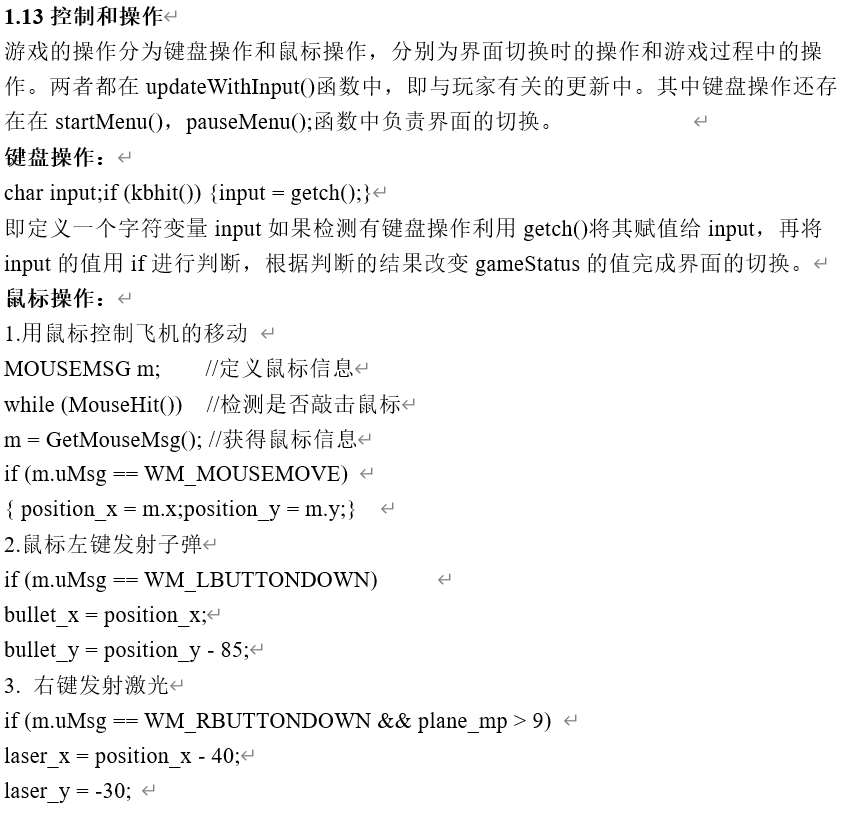 1.13 控制和操作
游戏的操作分为键盘操作和鼠标操作，分别为界面切换时的操作和游戏过程中的操
作。两者都在 updateWithInput()函数中，即与玩家有关的更新中。其中键盘操作还存
在在 startMenu()，pauseMenu();函数中负责界面的切换。
键盘操作：
char input;if (kbhit()) {input = getch();}
即定义一个字符变量 input 如果检测有键盘操作利用 getch()将其赋值给 input，再将
input 的值用 if 进行判断，根据判断的结果改变 gameStatus 的值完成界面的切换。
鼠标操作：
1.用鼠标控制飞机的移动
MOUSEMSG m; //定义鼠标信息
while (MouseHit()) //检测是否敲击鼠标
m = GetMouseMsg(); //获得鼠标信息
if (m.uMsg == WM_MOUSEMOVE)
{ position_x = m.x;position_y = m.y;}
2.鼠标左键发射子弹
if (m.uMsg == WM_LBUTTONDOWN)
bullet_x = position_x;
bullet_y = position_y - 85;
3. 右键发射激光
if (m.uMsg == WM_RBUTTONDOWN && plane_mp > 9)
laser_x = position_x - 40;
laser_y = -30;